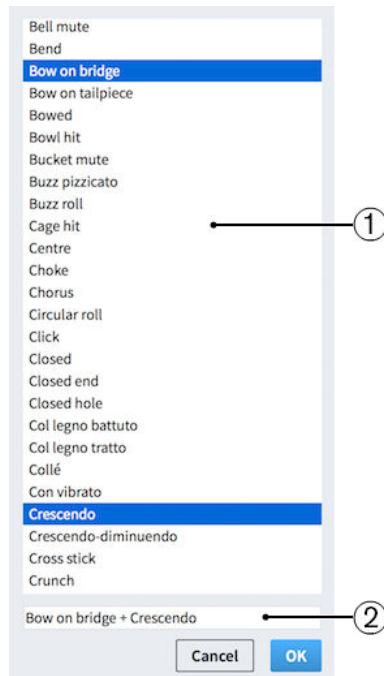 Bell mute
Bend
Bow on bridge
Bow on tailpiece
Bowed
Bowl hit
Bucket mute
Buzz pizzicato
Buzz roll
Cage hit
①
Centre
Choke
Chorus
Circular roll
Click
Closed
Closed end
Closed hole
Col legno battuto
Col legno tratto
Collé
Con vibrato
Crescendo
Crescendo-diminuendo
Cross stick
Crunch
Bow on bridge + Crescendo
②
Cancel OK